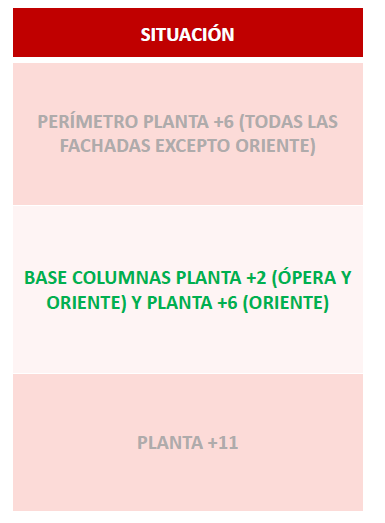 SITUACIÓN
PERÍMETRO PLANTA +6 (TODAS LAS
FACHADAS EXCEPTO ORIENTE)
BASE COLUMNAS PLANTA +2 (ÓPERA Y
ORIENTE) Y PLANTA +6 (ORIENTE)
PLANTA +11